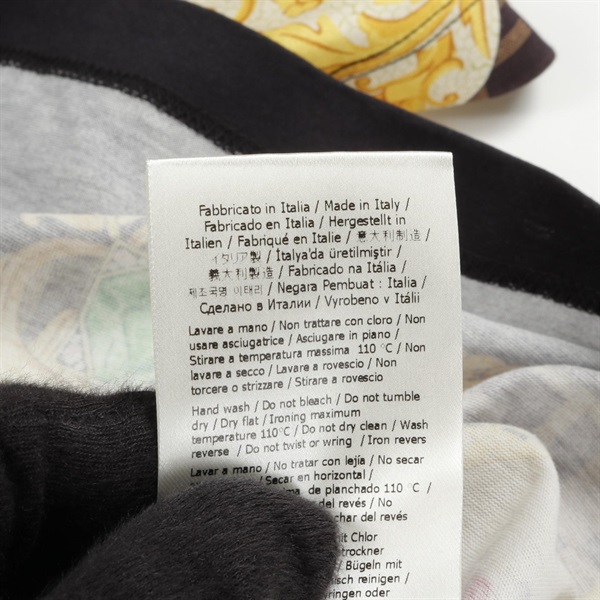 Fabbricato in Italia / Made in Italy /
Fabricado en Italia / Hergestellt in
Italien / Fabriqué en Italie / 意大利制造 /
イタリア製 / İtalya'da üretilmiştir /
義大利製造 / Fabricado na Itália /
제조국명 이태리 / Negara Pembuat : Italia /
Сделано в Италии / Vyrobeno v Itálii
Lavare a mano / Non trattare con cloro / Non
usare asciugatrice / Asciugare in piano /
Stirare a temperatura massima 110 °C / Non
lavare a secco / Lavare a rovescio / Non
torcere o strizzare / Stirare a rovescio
Hand wash / Do not bleach / Do not tumble
dry / Dry flat / Ironing maximum
temperature 110°C / Do not dry clean / Wash
reverse / Do not twist or wring / Iron revers
Lavar a mano / No tratar con lejía / No secar
/ Secar en horizontal /
de planchado 110 °C /
del revés / No
char del revés
mit Chlor
trockner
/ Bügeln mit
reinigen /
wringen oder